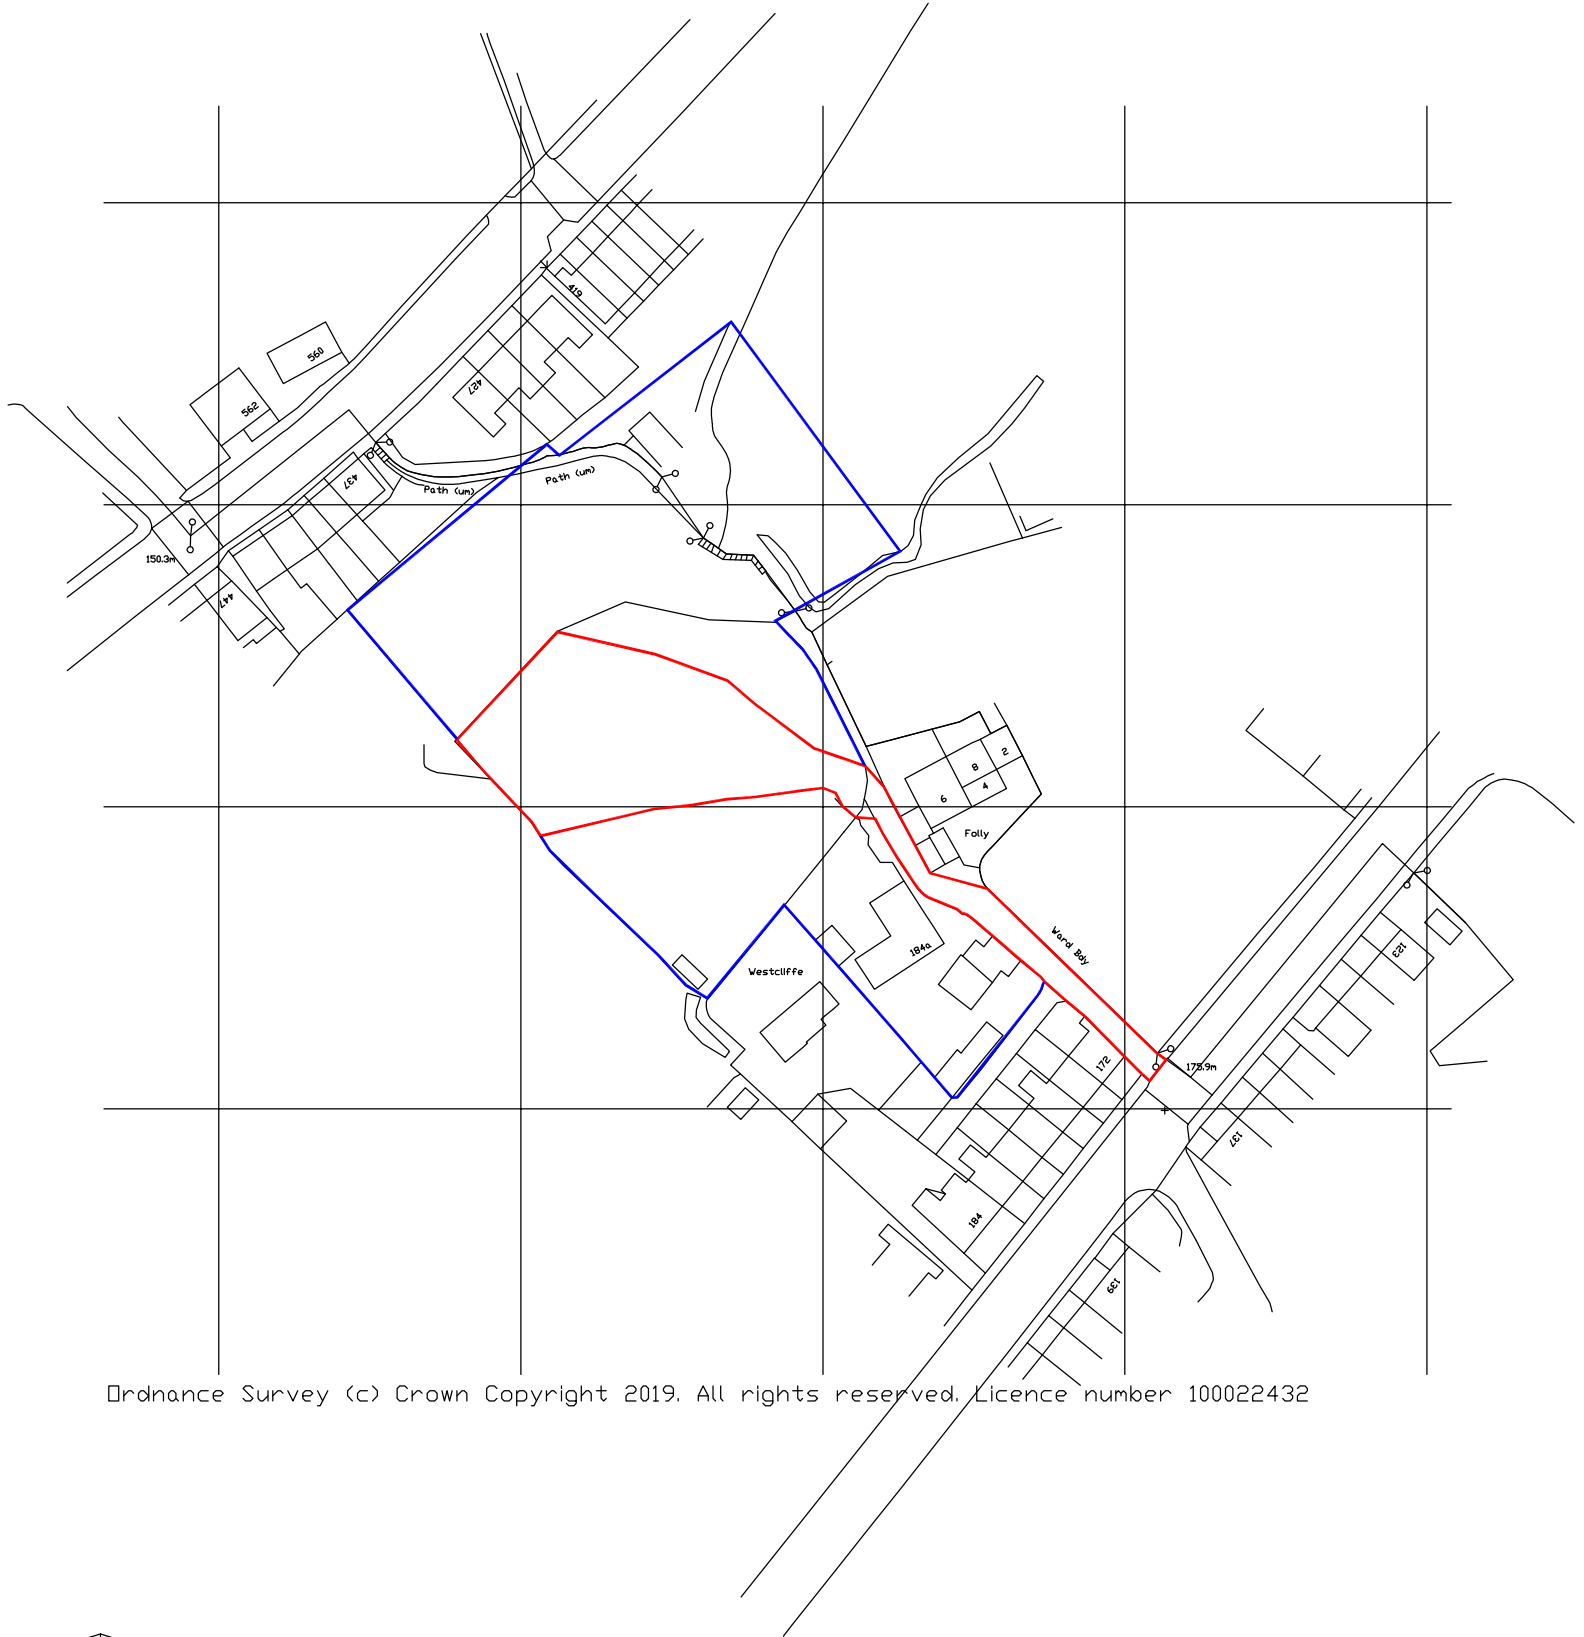 419
560
427
562
437
Path (um)
Path (um)
150.3m
447
2
8
4
6
Folly
Ward Bdy
184a
123
Westcliffe
172
175.9m
137
184
139
Ordnance Survey (c) Crown Copyright 2019. All rights reserved. Licence number 100022432